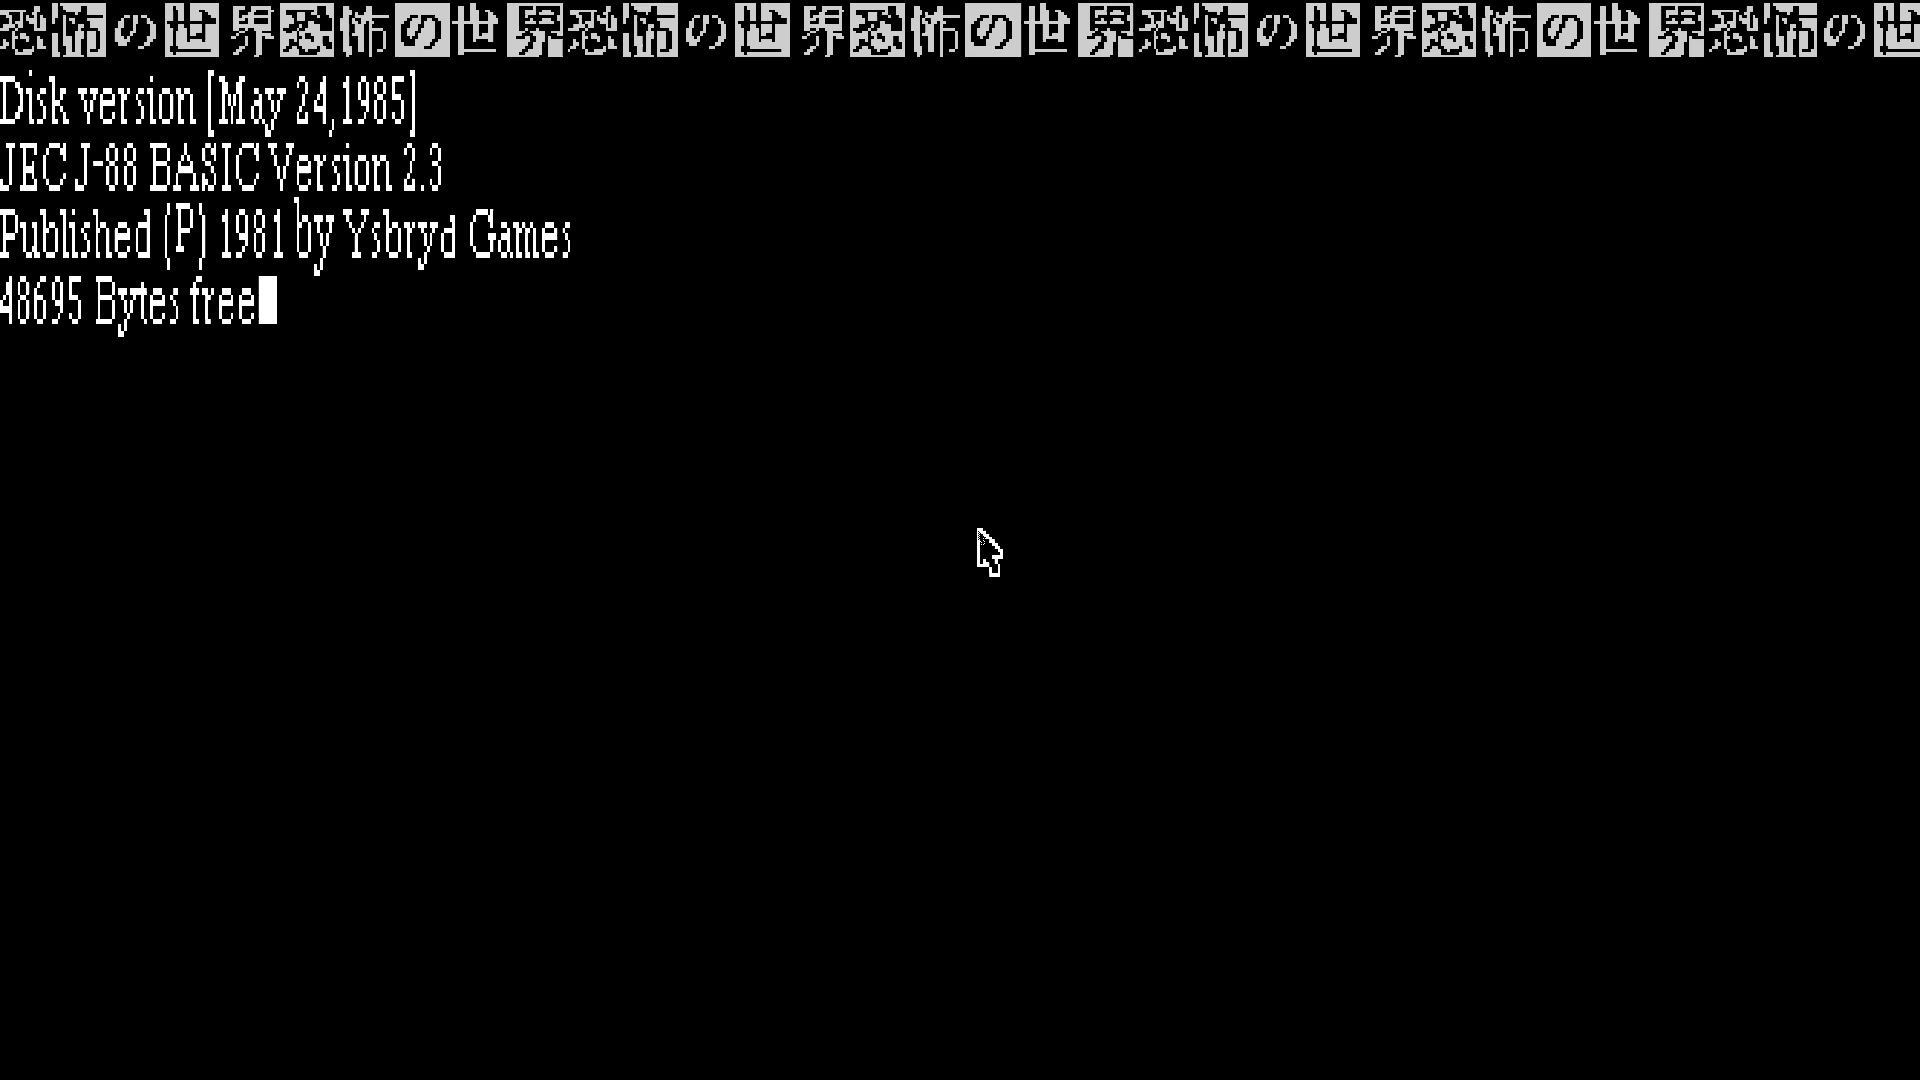 恐怖の世界恐怖の世界恐怖の世界恐怖の世界恐怖の世界恐怖の世界恐怖の世
Disk version [May 24,1985]
JEC J-88 BASIC Version 2.3
Published (P) 1981 by Ysbryd Games
48695 Bytes free